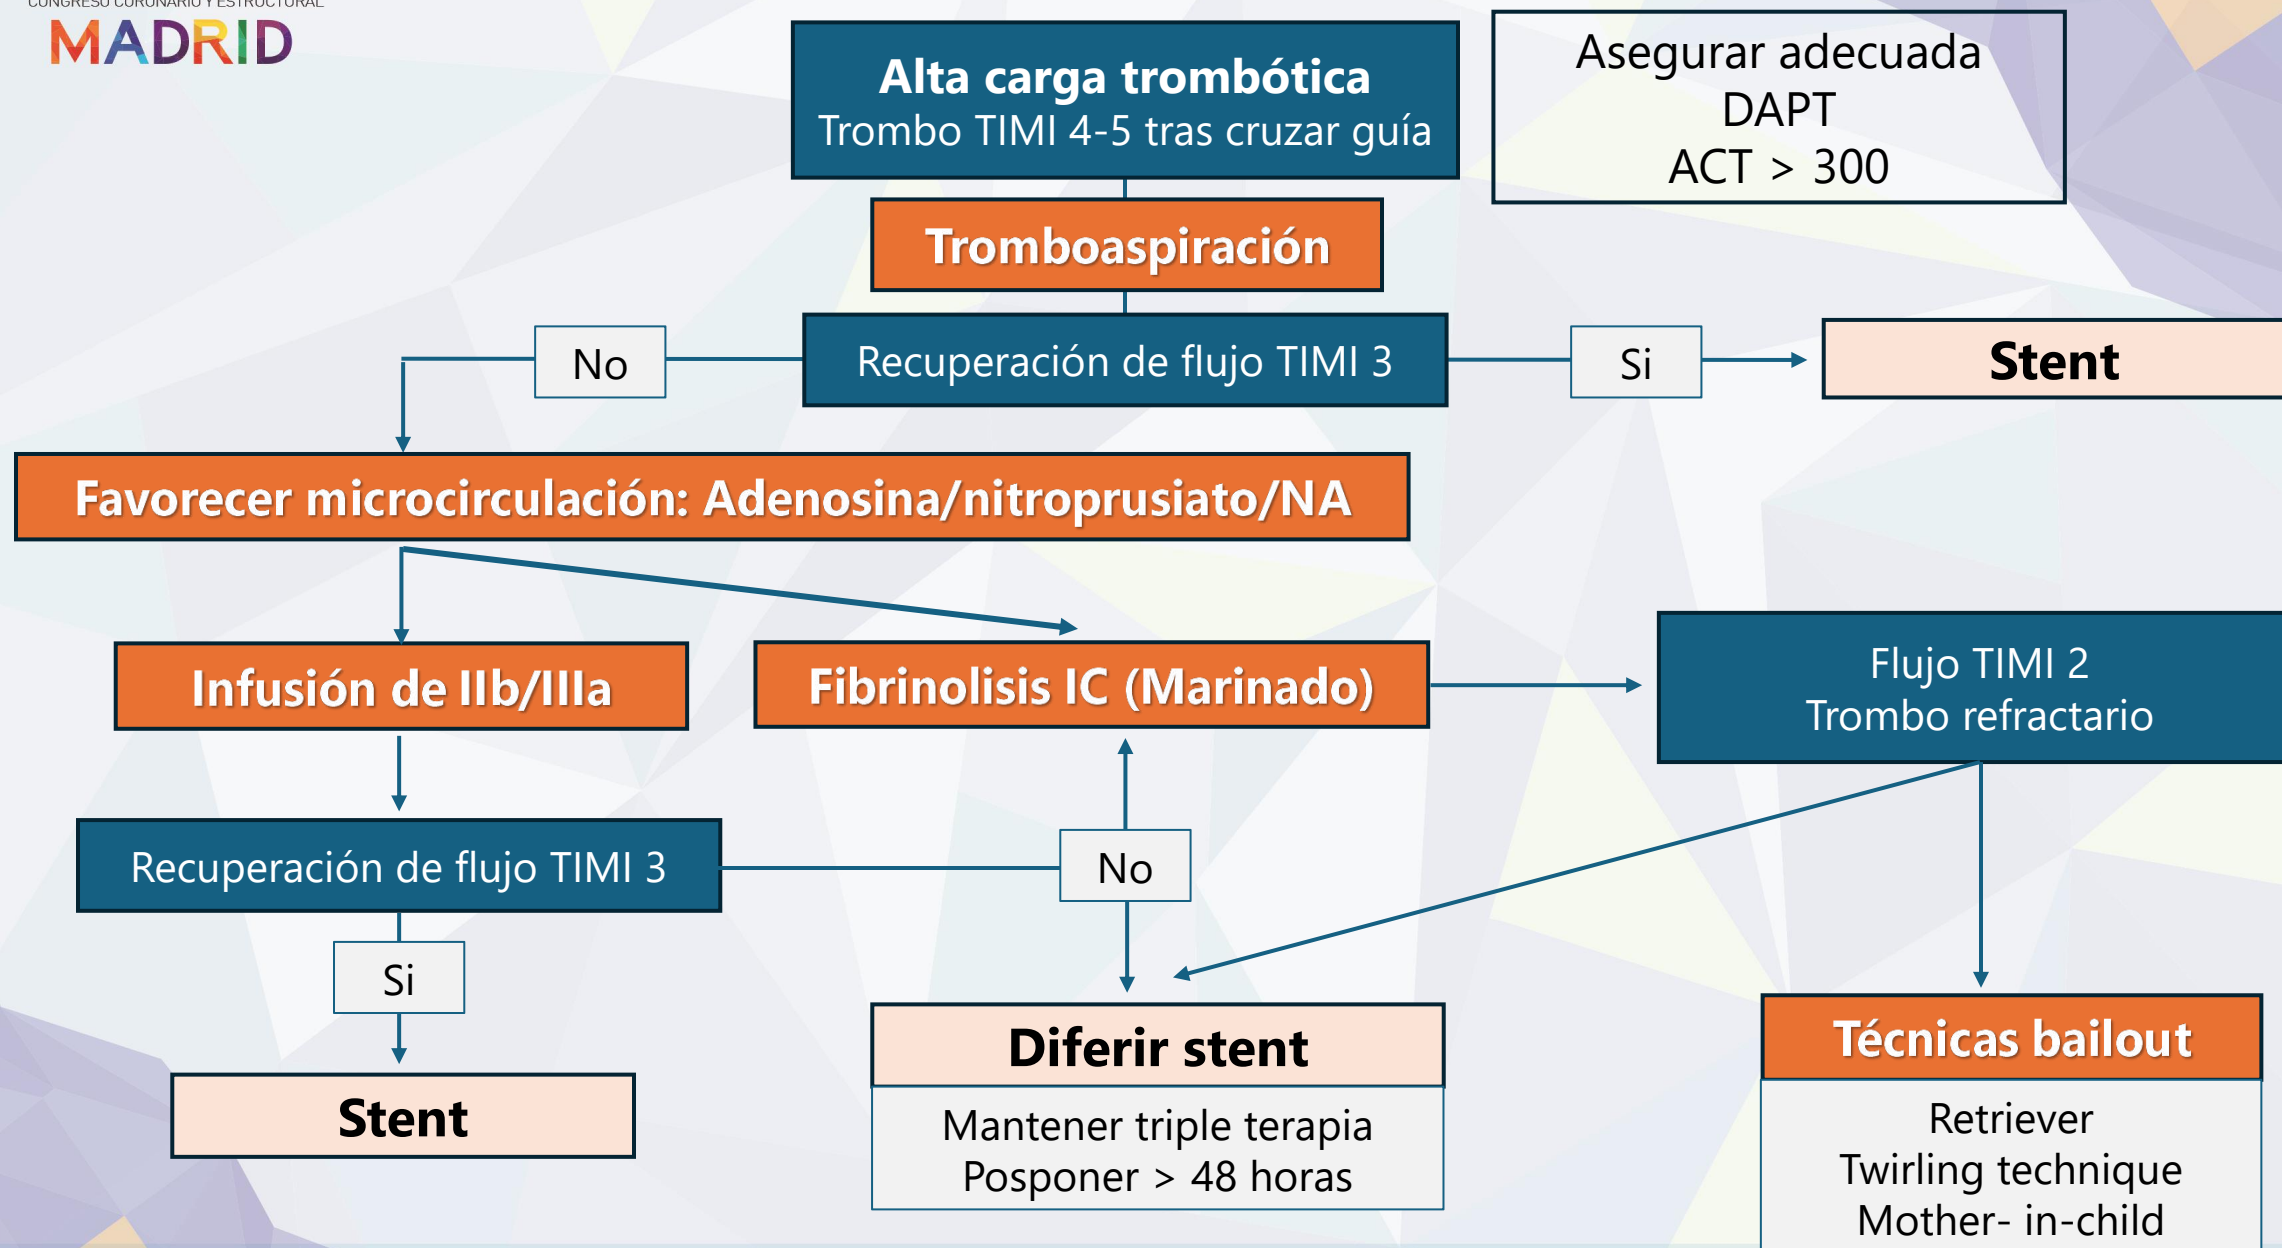 CONGRESO CORONARIO Y ESTRUCTURAL
MADRID
Alta carga trombótica
Trombo TIMI 4-5 tras cruzar guía
Asegurar adecuada
DAPT
ACT > 300
Tromboaspiración
No
Recuperación de flujo TIMI 3
Si
Stent
Favorecer microcirculación: Adenosina/nitroprusiato/NA
Infusión de IIb/IIIa
Fibrinolisis IC (Marinado)
Flujo TIMI 2
Trombo refractario
Recuperación de flujo TIMI 3
No
Si
Stent
Diferir stent
Mantener triple terapia
Posponer > 48 horas
Técnicas bailout
Retriever
Twirling technique
Mother- in-child